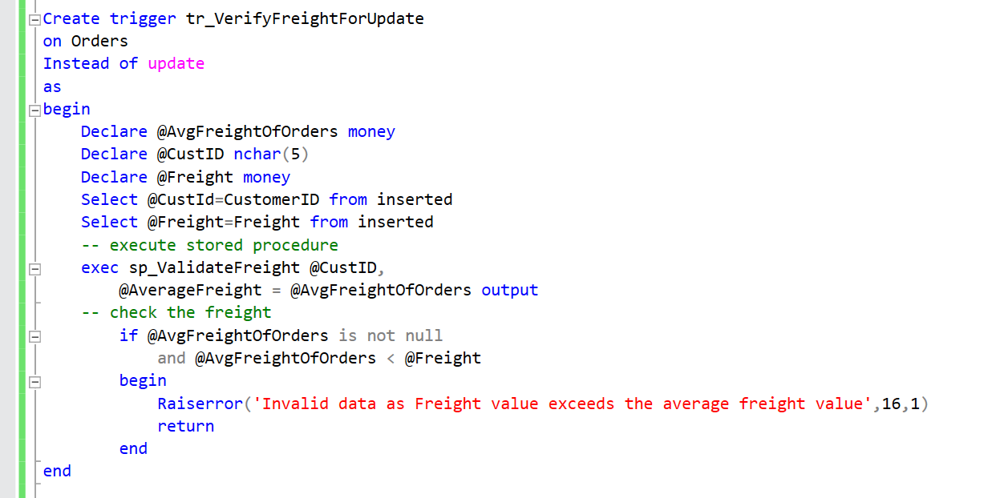 Create trigger tr_VerifyFreightForUpdate
on Orders
Instead of update
as
begin
    Declare @AvgFreightOfOrders money
    Declare @CustID nchar(5)
    Declare @Freight money
    Select @CustId=CustomerID from inserted
    Select @Freight=Freight from inserted
    -- execute stored procedure
    exec sp_ValidateFreight @CustID,
        @AverageFreight = @AvgFreightOfOrders output
    -- check the freight
        if @AvgFreightOfOrders is not null
            and @AvgFreightOfOrders < @Freight
        begin
            Raiserror('Invalid data as Freight value exceeds the average freight value',16,1)
            return
        end
end